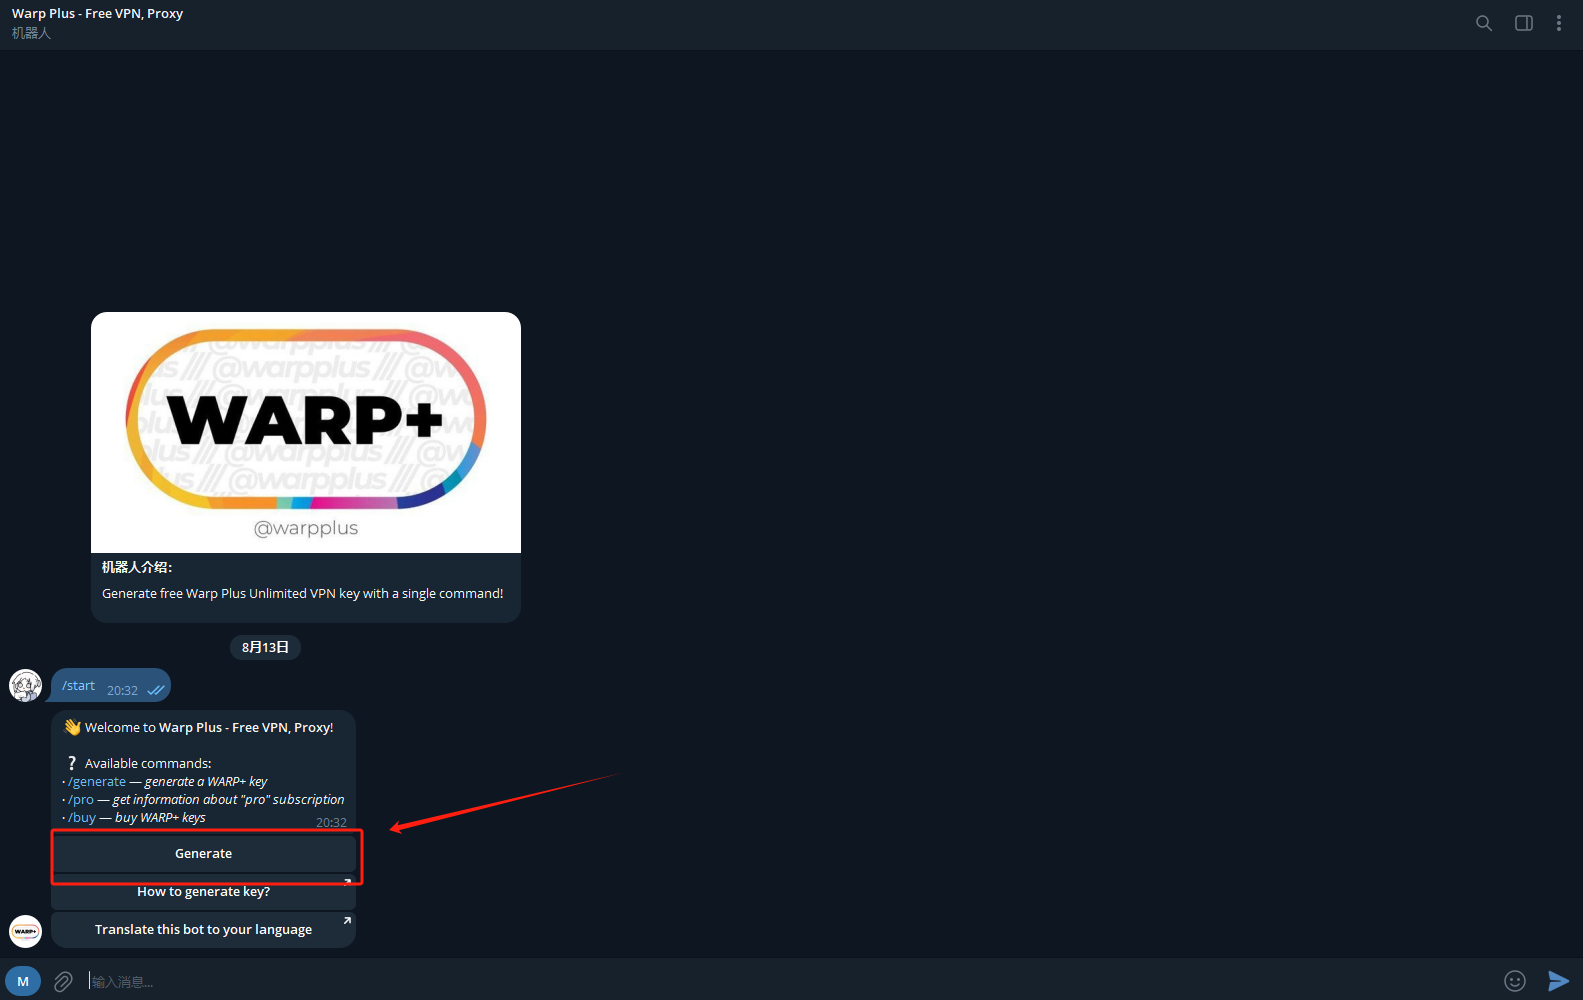 Warp Plus - Free VPN, Proxy
机器人
@warpplus /// @w
WARP+
@warpplus
机器人介绍:
Generate free Warp Plus Unlimited VPN key with a single command!
8月13日
/start 20:32
👋 Welcome to Warp Plus - Free VPN, Proxy!
❔ Available commands:
· /generate — generate a WARP+ key
· /pro — get information about "pro" subscription
· /buy — buy WARP+ keys 20:32
Generate
How to generate key?
Translate this bot to your language
WARP+
M
输入消息...